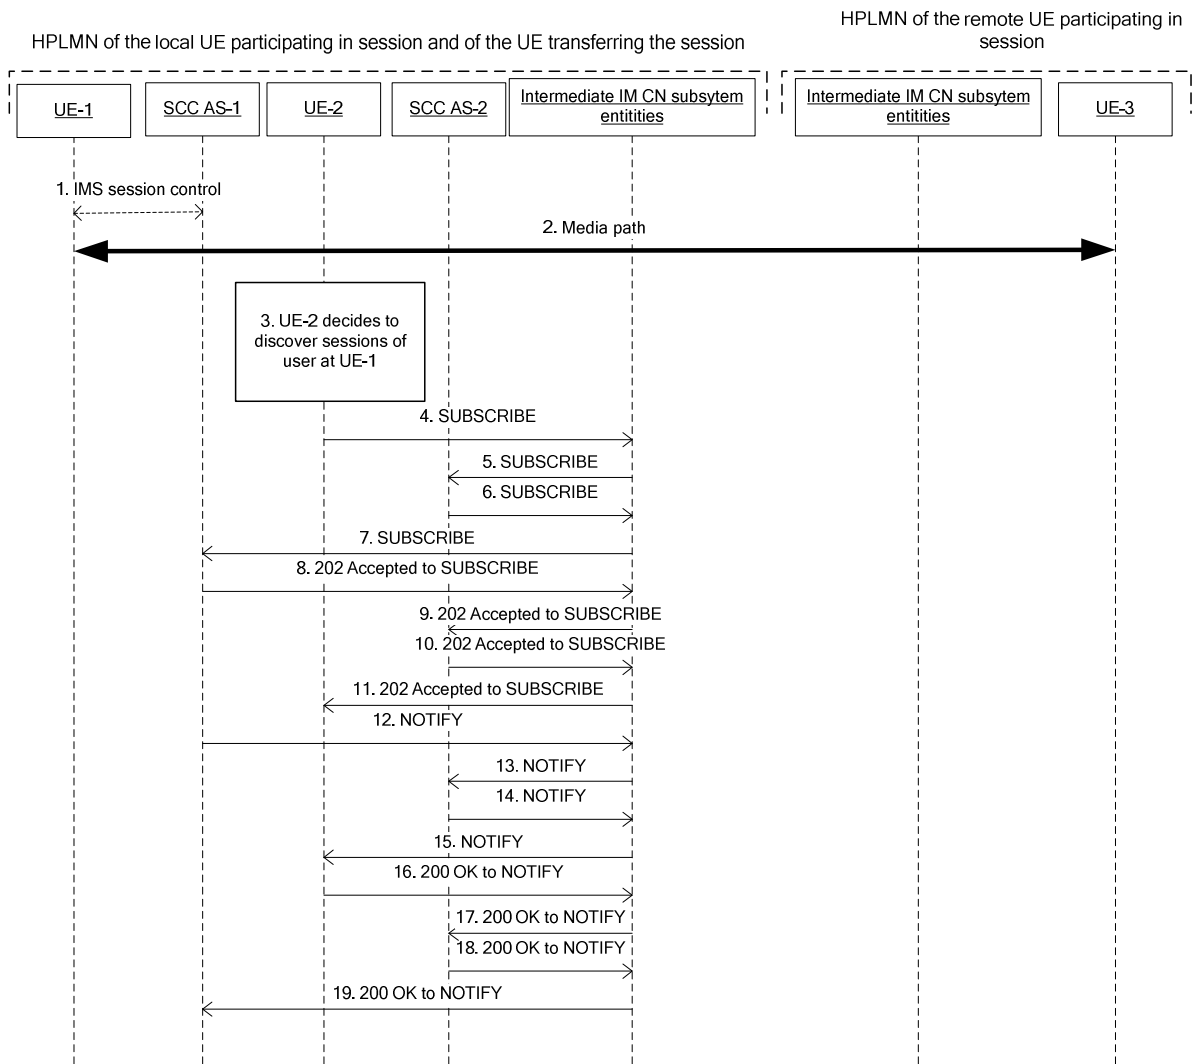 HPLMN of the local UE participating in session and of the UE transferring the session
HPLMN of the remote UE participating in
session
UE-1
SCC AS-1
UE-2
SCC AS-2
Intermediate IM CN subsytem
entitities
Intermediate IM CN subsytem
entitities
UE-3
1. IMS session control
2. Media path
3. UE-2 decides to
discover sessions of
user at UE-1
4. SUBSCRIBE
5. SUBSCRIBE
6. SUBSCRIBE
7. SUBSCRIBE
8. 202 Accepted to SUBSCRIBE
9. 202 Accepted to SUBSCRIBE
10. 202 Accepted to SUBSCRIBE
11. 202 Accepted to SUBSCRIBE
12. NOTIFY
13. NOTIFY
14. NOTIFY
15. NOTIFY
16. 200 OK to NOTIFY
17. 200 OK to NOTIFY
18. 200 OK to NOTIFY
19. 200 OK to NOTIFY